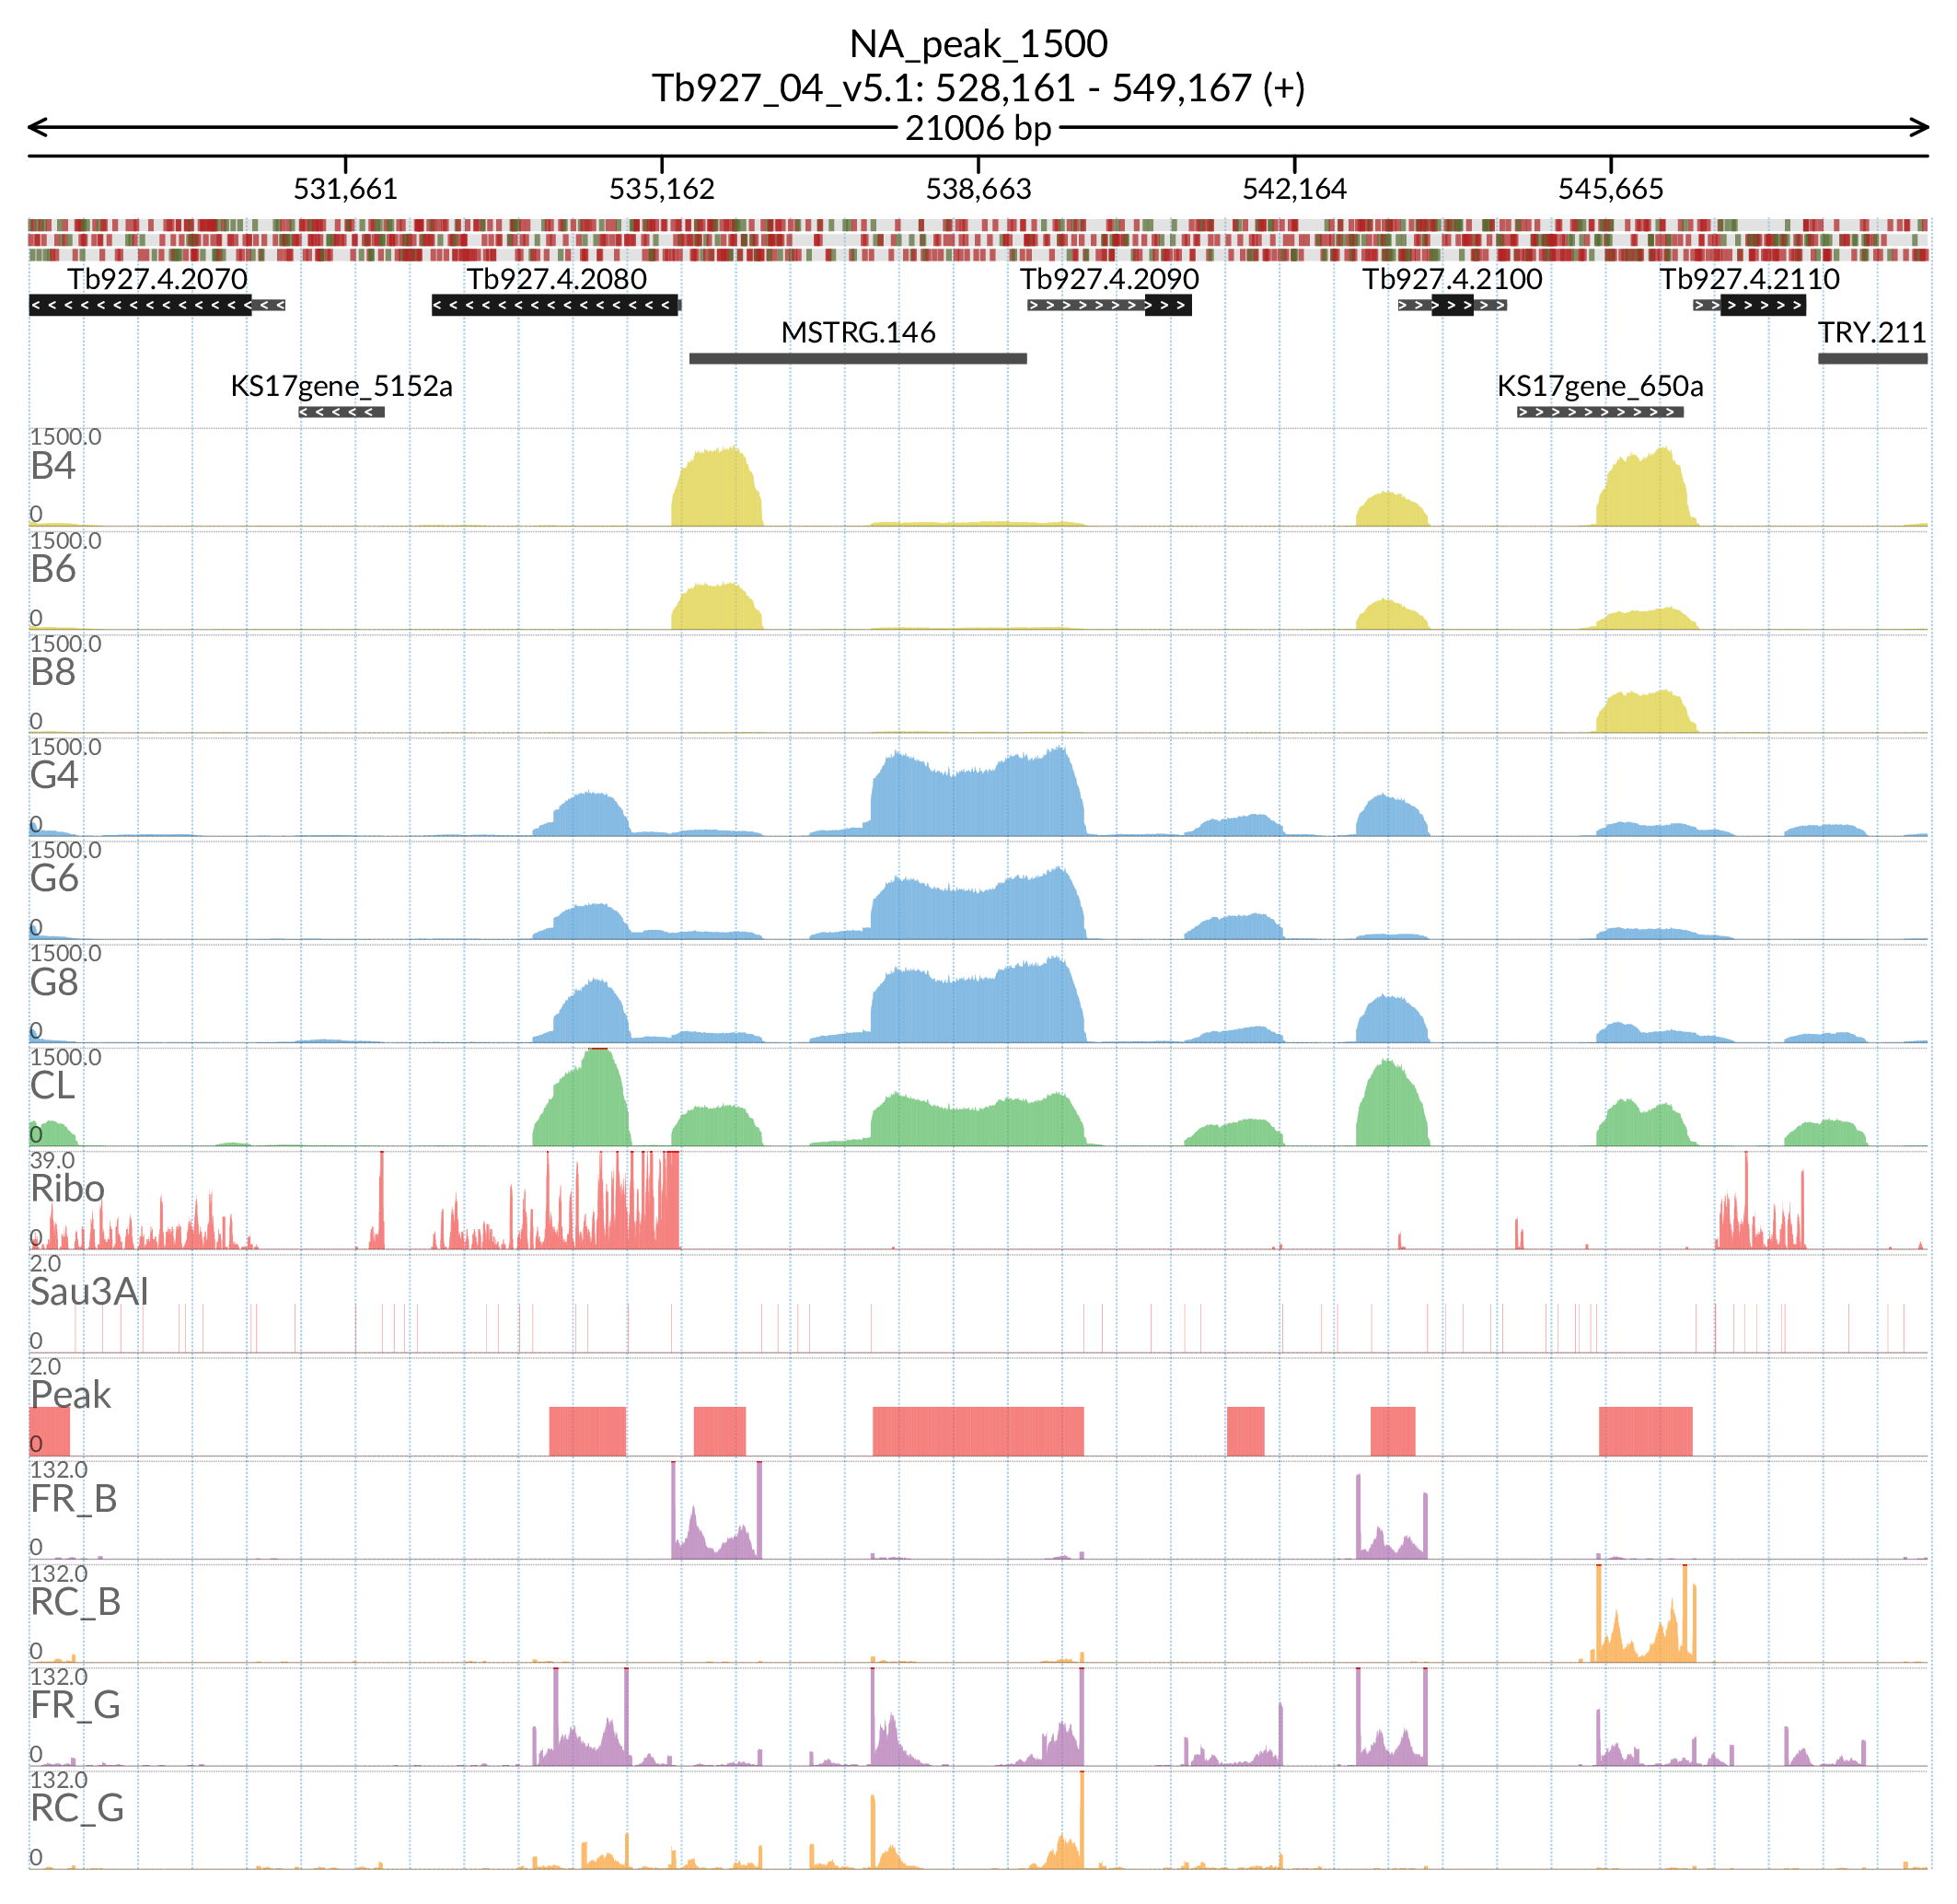 NA_peak_1500
Tb927_04_v5.1: 528,161 - 549,167 (+)
21006 bp
531,661 535,162 538,663 542,164 545,665
Tb927.4.2070 Tb927.4.2080 Tb927.4.2090 Tb927.4.2100 Tb927.4.2110
MSTRG.146 TRY.211
KS17gene_5152a KS17gene_650a
1500.0
B4
0
1500.0
B6
0
1500.0
B8
0
1500.0
G4
0
1500.0
G6
0
1500.0
G8
0
1500.0
CL
0
39.0
Ribo
0
2.0
Sau3AI
0
2.0
Peak
0
132.0
FR_B
0
132.0
RC_B
0
132.0
FR_G
0
132.0
RC_G
0